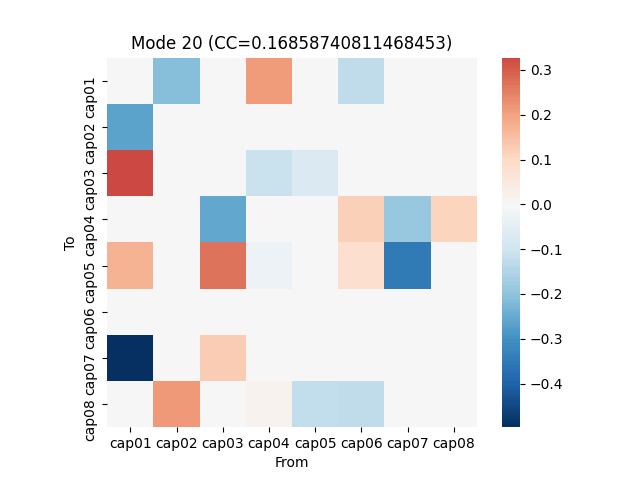 Mode 20 (CC=0.16858740811468453)
To
cap01
cap02
cap03
cap04
cap05
cap06
cap07
cap08
cap01 cap02 cap03 cap04 cap05 cap06 cap07 cap08
From
0.3
0.2
0.1
0.0
−0.1
−0.2
−0.3
−0.4